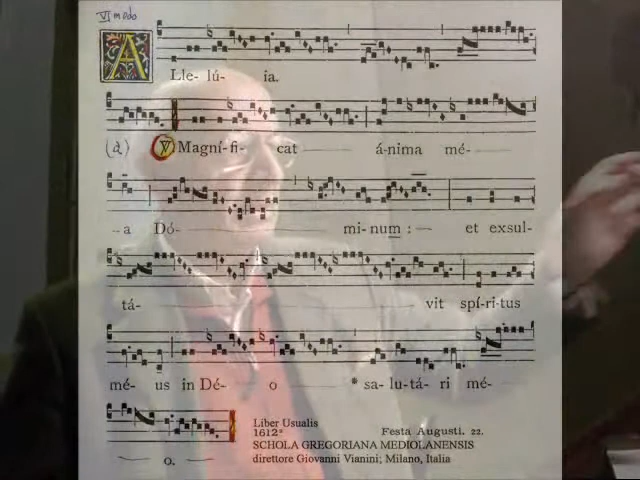 VI modo
ALle- lú- ia.
(d) ℣ Magní-fi- cat á-nima mé-
-a Dó- mi-num : — et exsul-
tá- vit spí-ri-tus
mé- us in Dé- o * sa-lu-tá- ri mé-
o.
Liber Usualis
1612² Festa Augusti. 22.
SCHOLA GREGORIANA MEDIOLANENSIS
direttore Giovanni Vianini; Milano, Italia